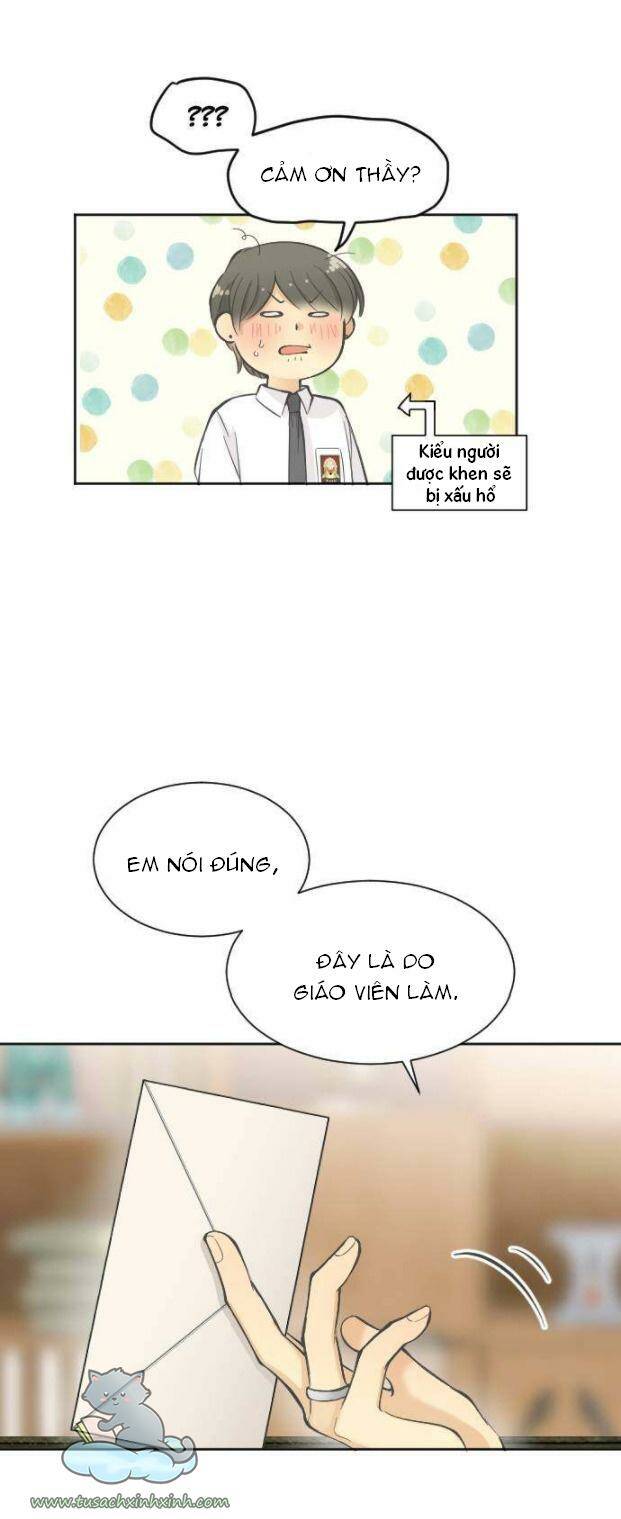 ???
CẢM ƠN THẦY?
Kiểu người
được khen sẽ
bị xấu hổ
EM NÓI ĐÚNG,
ĐÂY LÀ DO
GIÁO VIÊN LÀM.
www.tusachxinhxinh.com